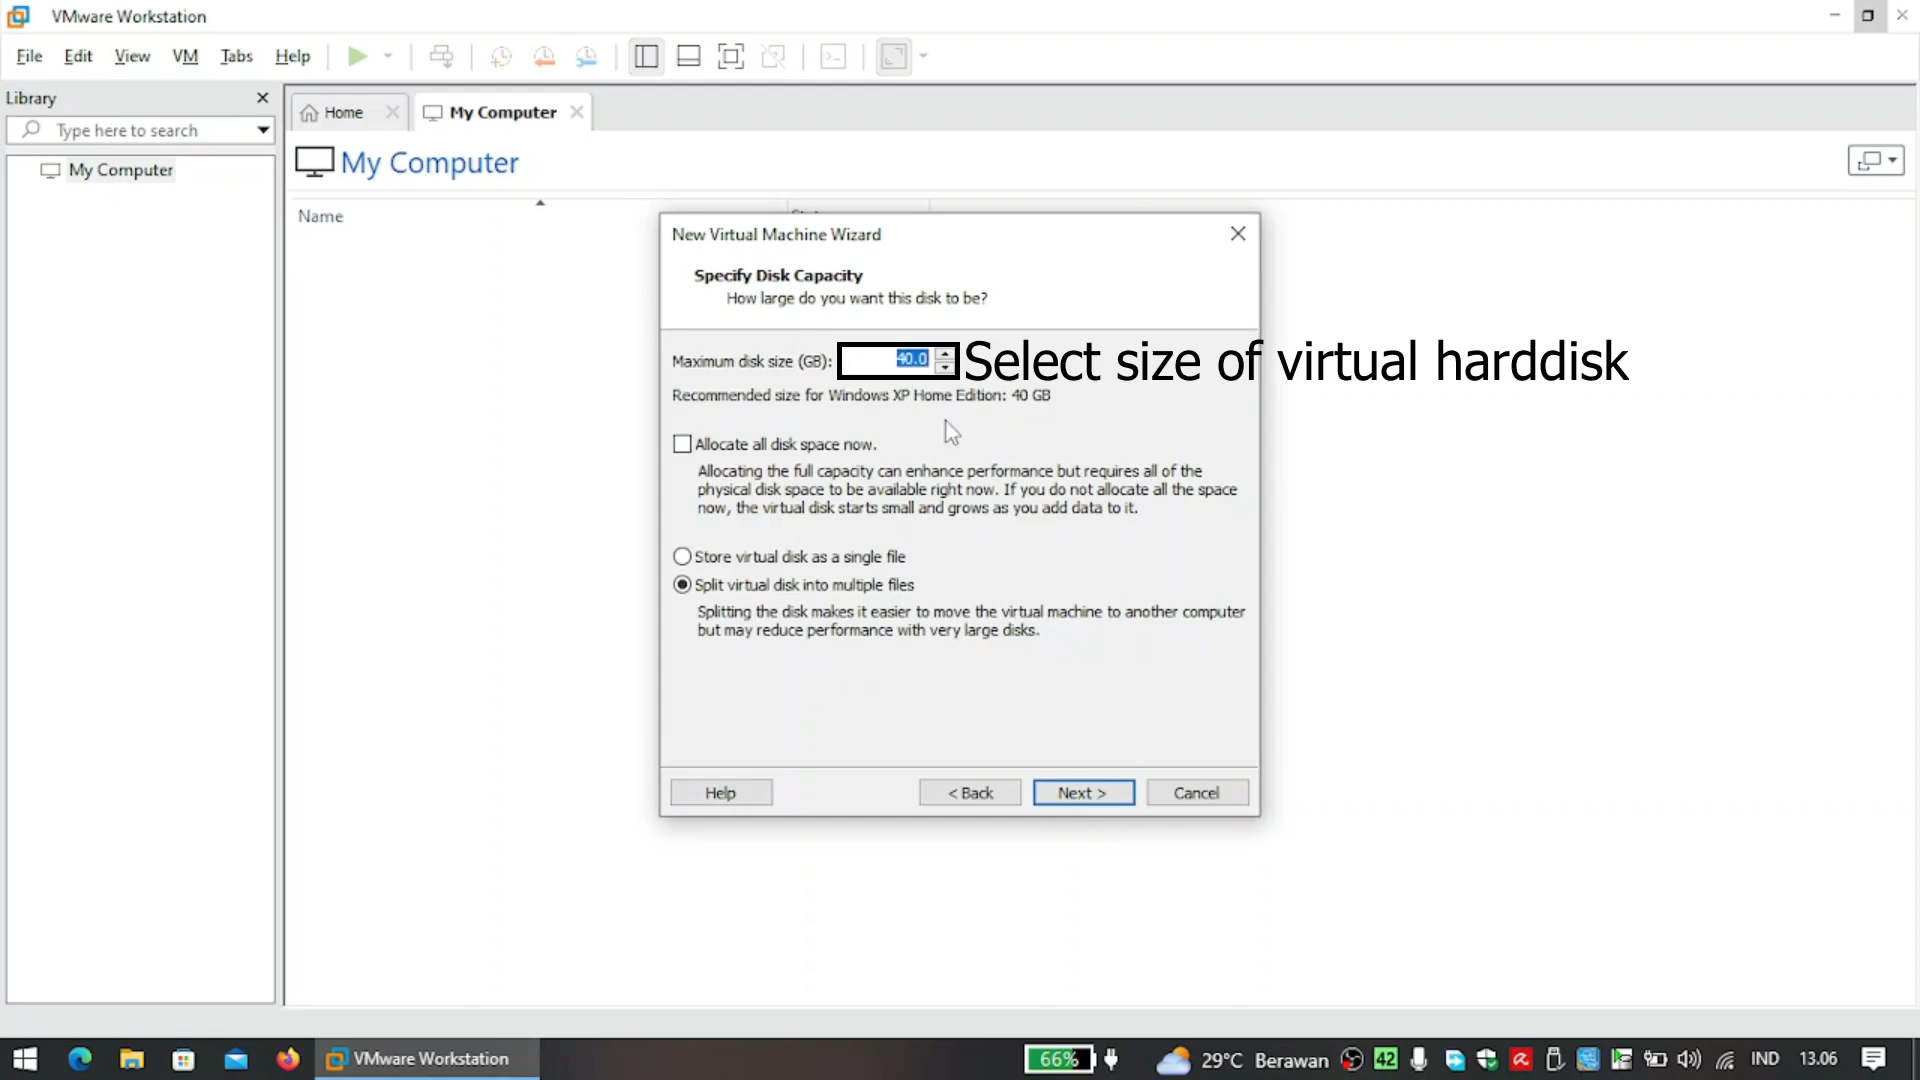 VMware Workstation
File Edit View VM Tabs Help
Library
Type here to search
My Computer
Home
My Computer
My Computer
Name
New Virtual Machine Wizard
Specify Disk Capacity
How large do you want this disk to be?
Maximum disk size (GB): 40.0
Select size of virtual harddisk
Recommended size for Windows XP Home Edition: 40 GB
Allocate all disk space now.
Allocating the full capacity can enhance performance but requires all of the
physical disk space to be available right now. If you do not allocate all the space
now, the virtual disk starts small and grows as you add data to it.
Store virtual disk as a single file
Split virtual disk into multiple files
Splitting the disk makes it easier to move the virtual machine to another computer
but may reduce performance with very large disks.
Help < Back Next > Cancel
VMware Workstation 66% 29°C Berawan 42 IND 13.06